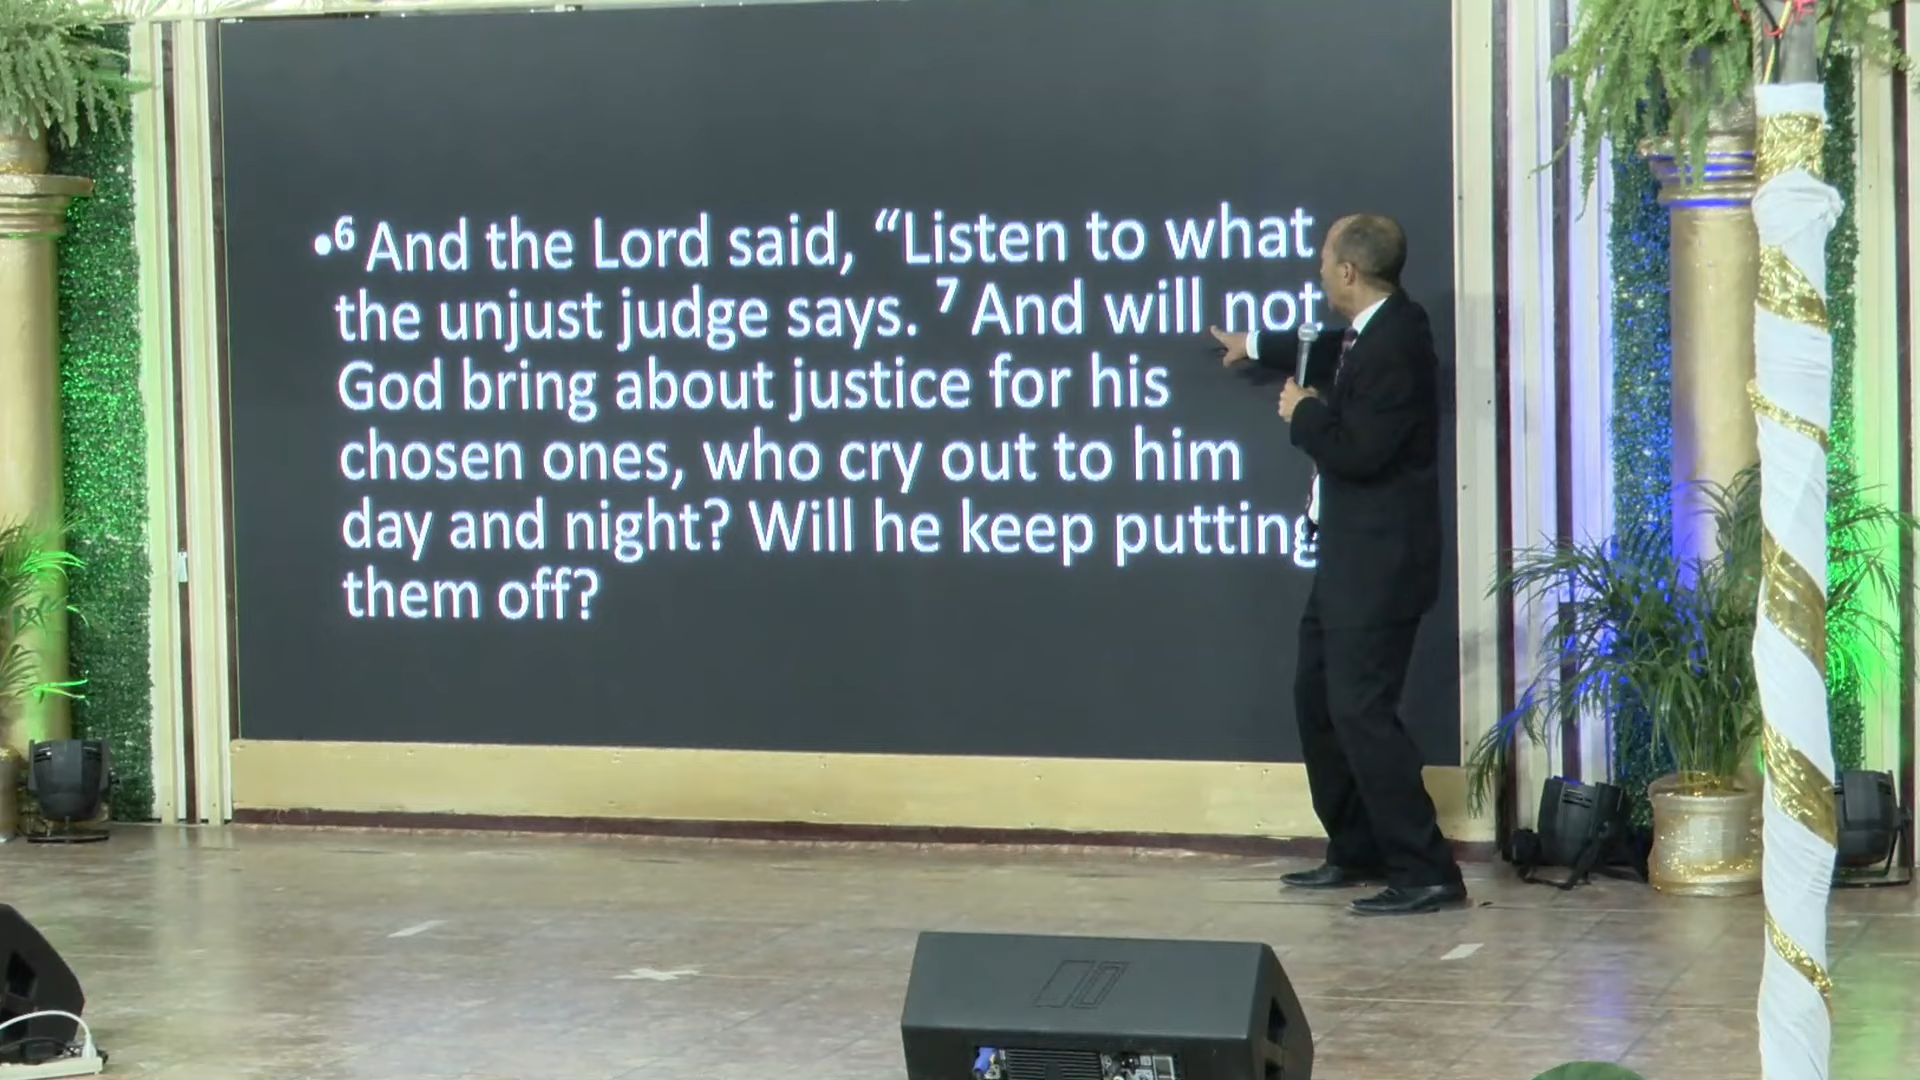 •⁶ And the Lord said, “Listen to what
the unjust judge says. ⁷ And will not
God bring about justice for his
chosen ones, who cry out to him
day and night? Will he keep putting
them off?